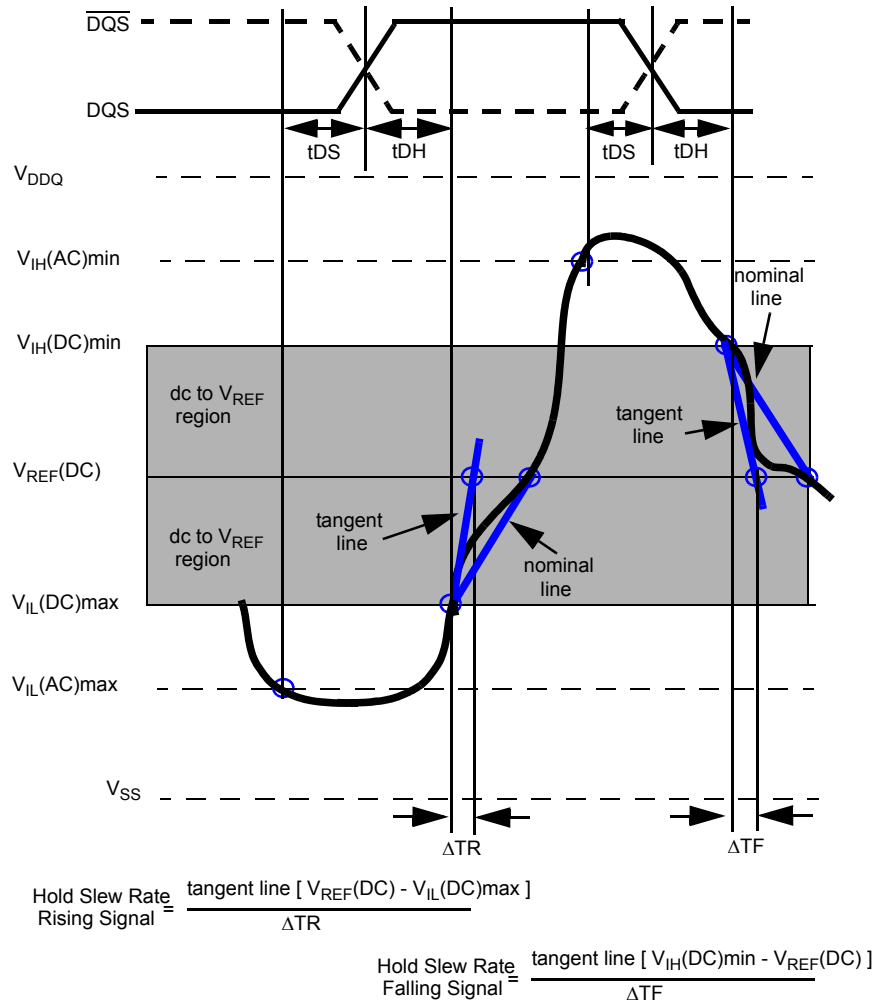 DQS
DQS
tDS
tDH
tDS
tDH
VDDQ
VIH(AC)min
nominal
line
VIH(DC)min
dc to VREF
region
tangent
line
VREF(DC)
tangent
line
dc to VREF
region
nominal
line
VIL(DC)max
VIL(AC)max
VSS
ΔTR
ΔTF
Hold Slew Rate
Rising Signal
=
tangent line [ VREF(DC) - VIL(DC)max ]
ΔTR
Hold Slew Rate
Falling Signal
=
tangent line [ VIH(DC)min - VREF(DC) ]
ΔTF